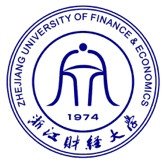 ZHEJIANG UNIVERSITY OF FINANCE & ECONOMICS
1974
浙江财经大学